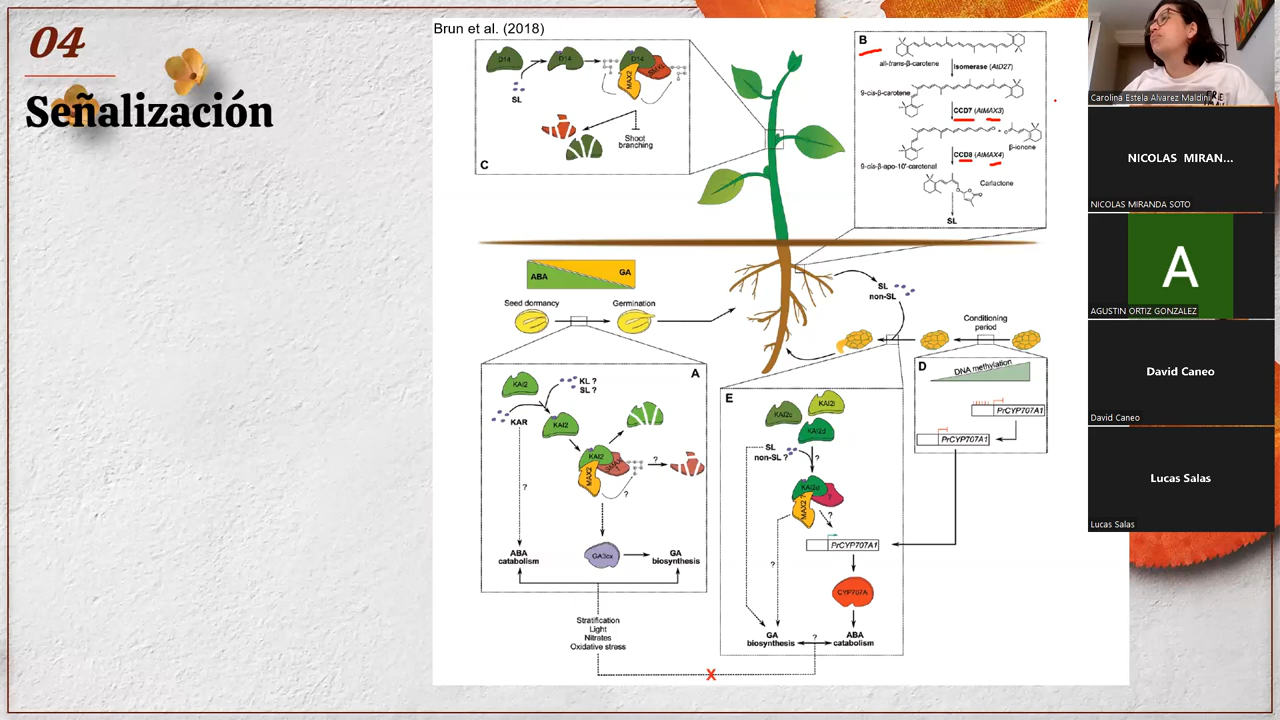 04
Señalización
Brun et al. (2018)
D14
D14
D14
SL
MAX2
Shoot
branching
C
B
all-trans-β-carotene
Isomerase (AtD27)
9-cis-β-carotene
CCD7 (AtMAX3)
β-ionone
CCD8 (AtMAX4)
9-cis-β-apo-10'-carotenal
Carlactone
SL
ABA
GA
Seed dormancy
Germination
SL
non-SL
Conditioning
period
A
KAI2
KL ?
SL ?
KAR
KAI2
KAI2
MAX2
?
?
?
GA3ox
ABA
catabolism
GA
biosynthesis
Stratification
Light
Nitrates
Oxidative stress
X
E
KAI2c
KAI2i
KAI2d
SL
non-SL ?
?
KAI2d
MAX2
?
?
?
PrCYP707A1
CYP707A
GA
biosynthesis
?
ABA
catabolism
D
DNA methylation
PrCYP707A1
PrCYP707A1
Carolina Estela Alvarez Maldini
NICOLAS MIRAN...
NICOLAS MIRANDA SOTO
A
AGUSTIN ORTIZ GONZALEZ
David Caneo
David Caneo
Lucas Salas
Lucas Salas